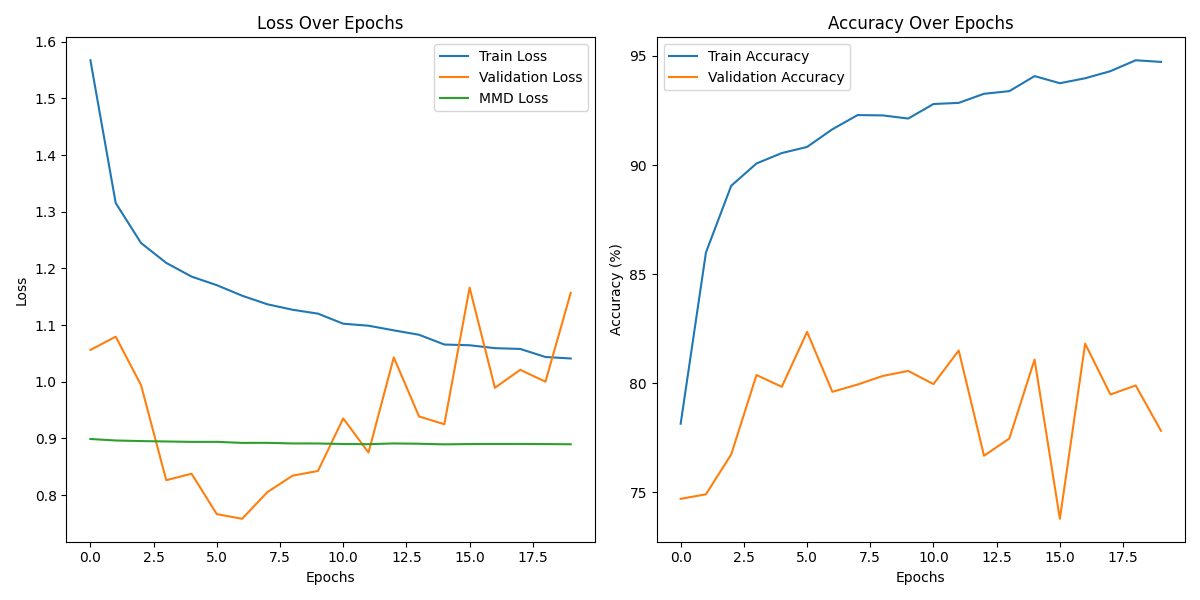 Loss Over Epochs
Train Loss
Validation Loss
MMD Loss
1.6
1.5
1.4
1.3
1.2
1.1
1.0
0.9
0.8
Loss
0.0 2.5 5.0 7.5 10.0 12.5 15.0 17.5
Epochs
Accuracy Over Epochs
Train Accuracy
Validation Accuracy
95
90
85
80
75
Accuracy (%)
0.0 2.5 5.0 7.5 10.0 12.5 15.0 17.5
Epochs